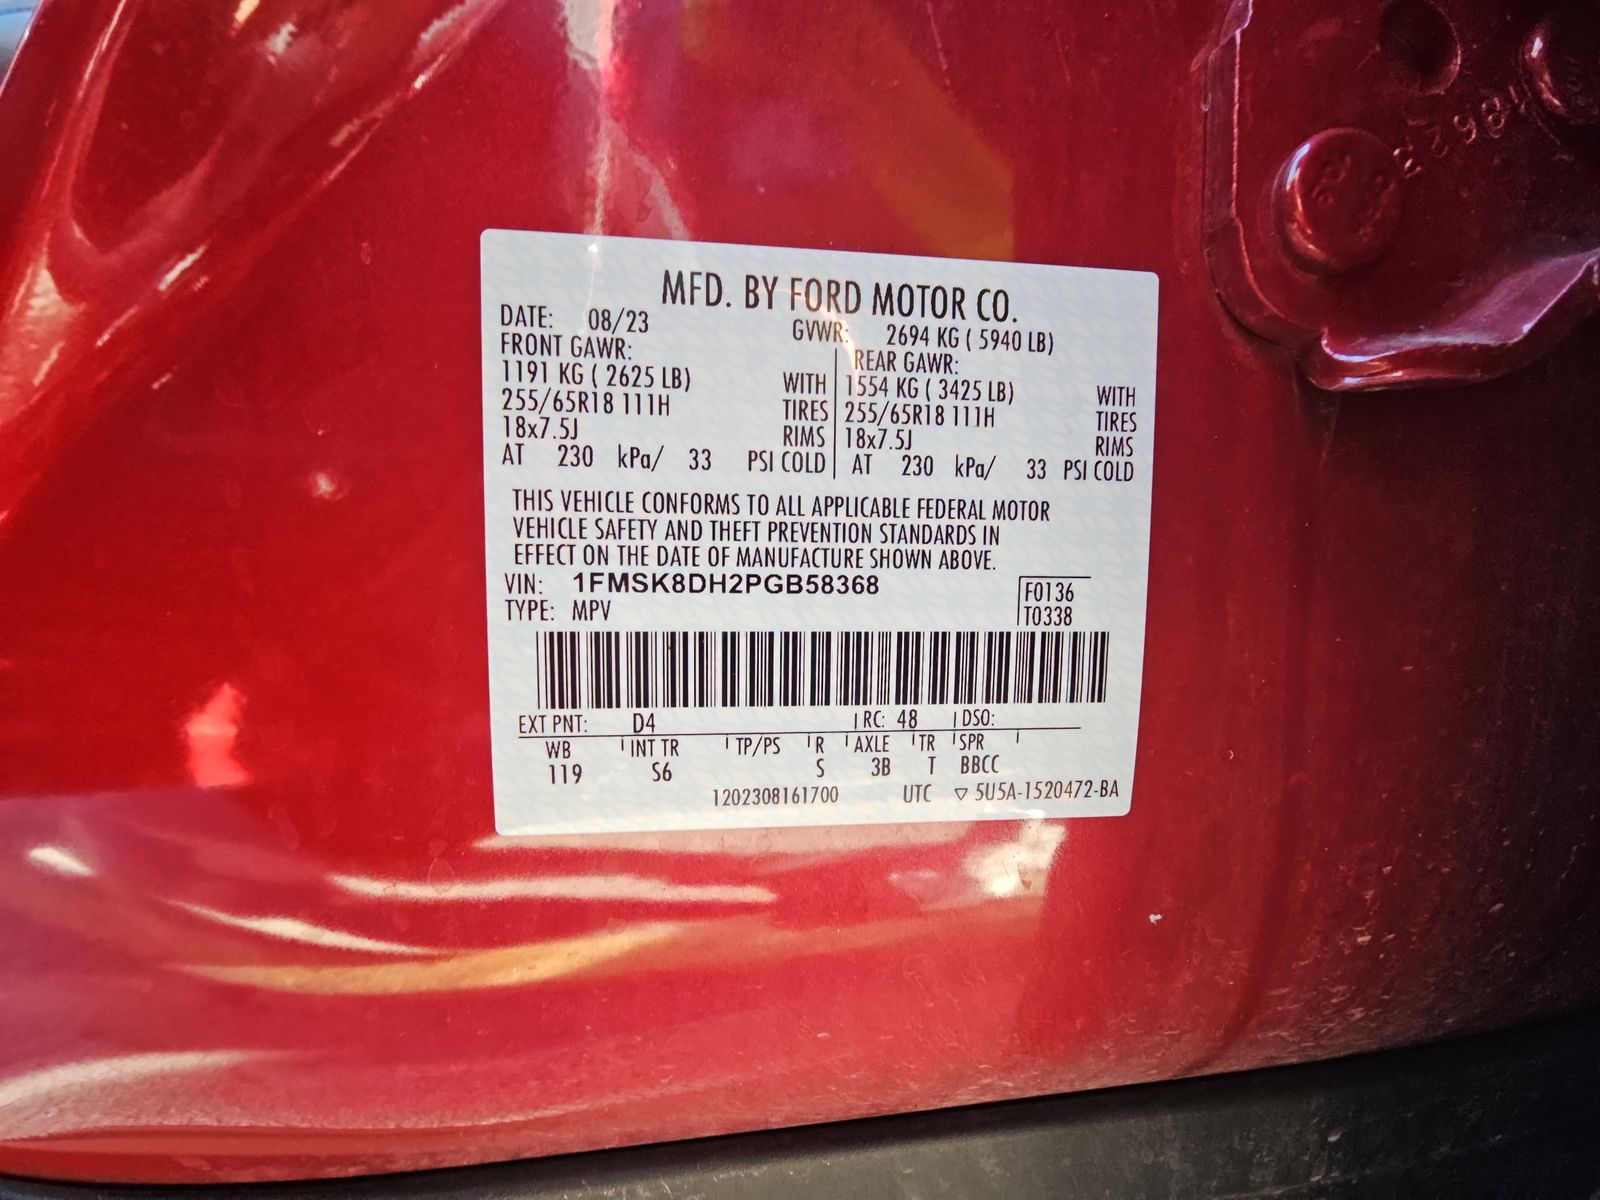 MFD. BY FORD MOTOR CO.
DATE: 08/23 GVWR: 2694 KG ( 5940 LB)
FRONT GAWR: REAR GAWR:
1191 KG ( 2625 LB) WITH 1554 KG ( 3425 LB) WITH
255/65R18 111H TIRES 255/65R18 111H TIRES
18x7.5J RIMS 18x7.5J RIMS
AT 230 kPa/ 33 PSI COLD AT 230 kPa/ 33 PSI COLD
THIS VEHICLE CONFORMS TO ALL APPLICABLE FEDERAL MOTOR
VEHICLE SAFETY AND THEFT PREVENTION STANDARDS IN
EFFECT ON THE DATE OF MANUFACTURE SHOWN ABOVE.
VIN: 1FMSK8DH2PGB58368 F0136
TYPE: MPV T0338
EXT PNT: D4 RC: 48 DSO:
WB INT TR TP/PS R AXLE TR SPR
119 S6 S 3B T BBCC
1202308161700 UTC ▽ 5U5A-1520472-BA